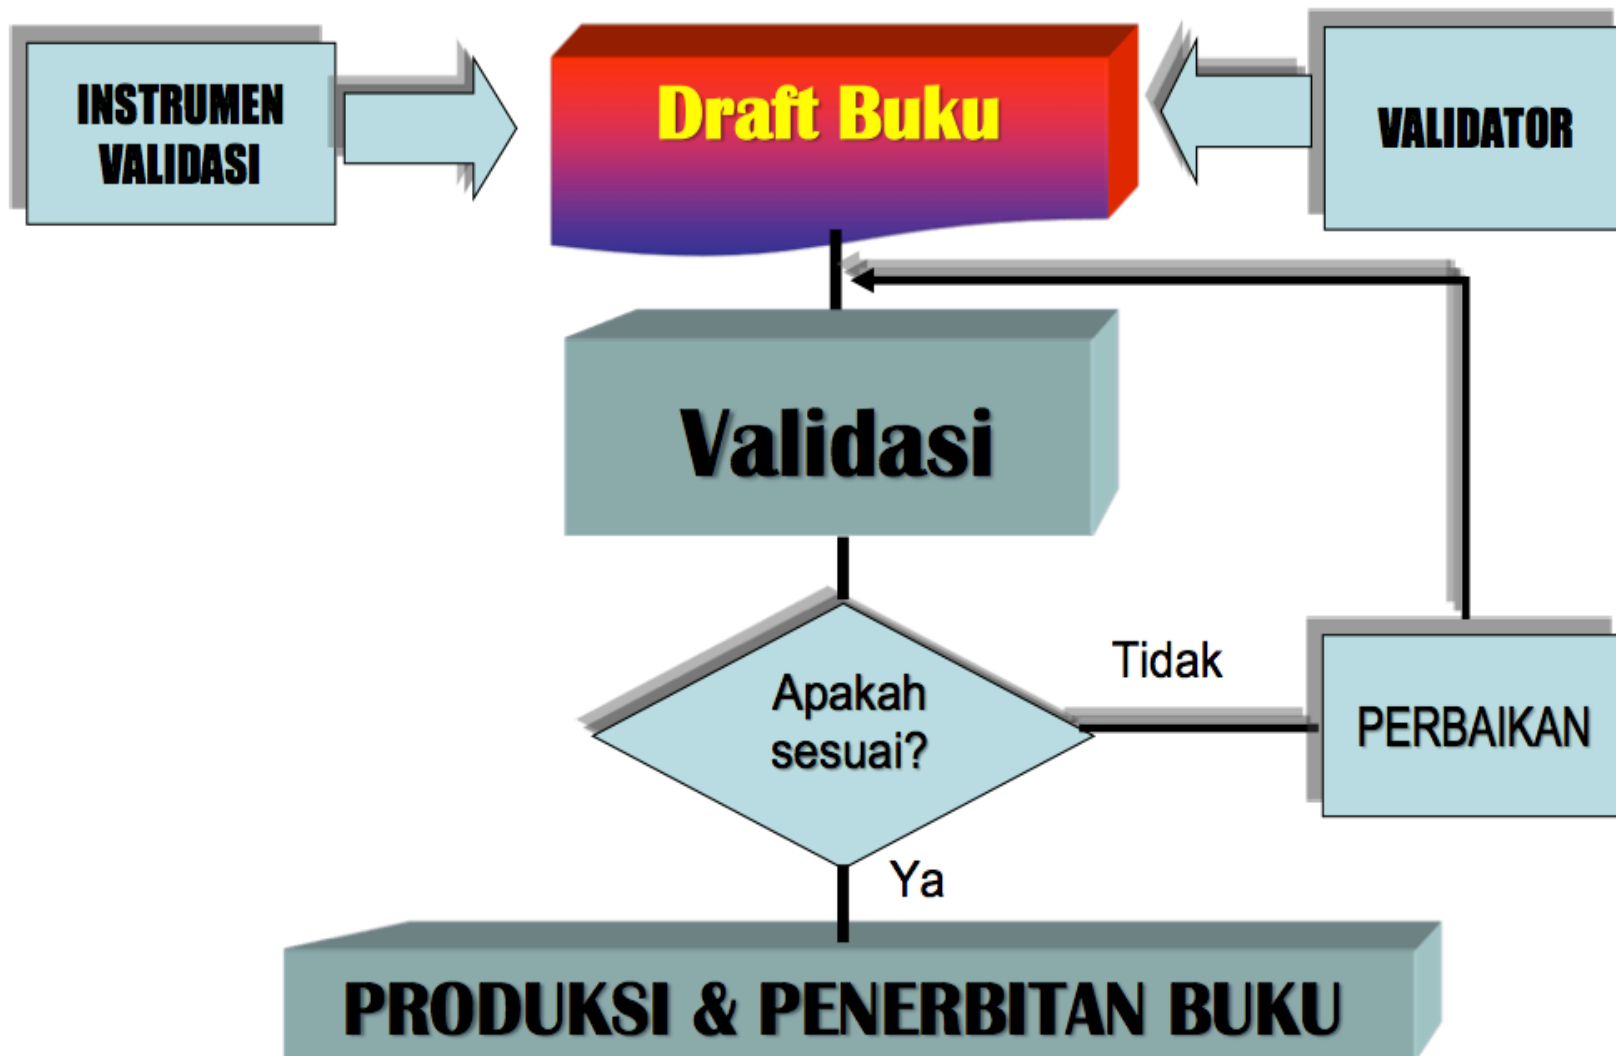 INSTRUMEN
VALIDASI
Draft Buku
VALIDATOR
Validasi
Apakah
sesuai?
Tidak
PERBAIKAN
Ya
PRODUKSI & PENERBITAN BUKU